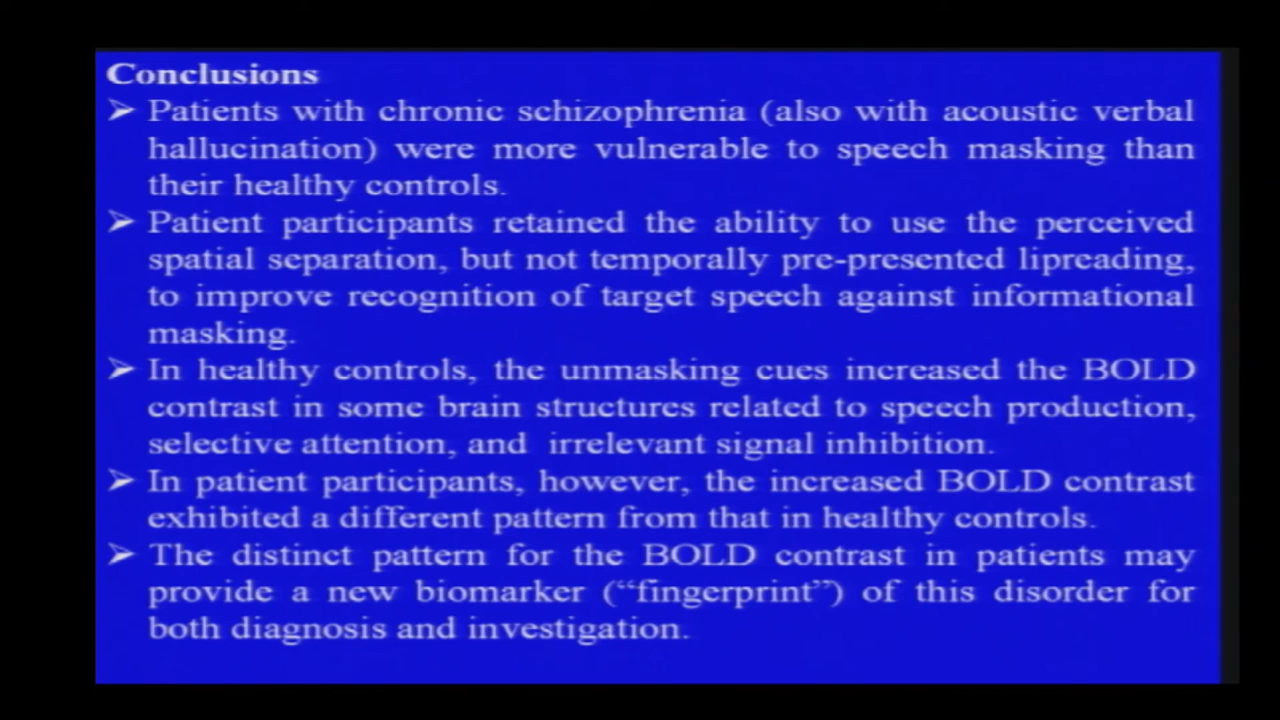 Conclusions
➢ Patients with chronic schizophrenia (also with acoustic verbal
hallucination) were more vulnerable to speech masking than
their healthy controls.
➢ Patient participants retained the ability to use the perceived
spatial separation, but not temporally pre-presented lipreading,
to improve recognition of target speech against informational
masking.
➢ In healthy controls, the unmasking cues increased the BOLD
contrast in some brain structures related to speech production,
selective attention, and irrelevant signal inhibition.
➢ In patient participants, however, the increased BOLD contrast
exhibited a different pattern from that in healthy controls.
➢ The distinct pattern for the BOLD contrast in patients may
provide a new biomarker (“fingerprint”) of this disorder for
both diagnosis and investigation.